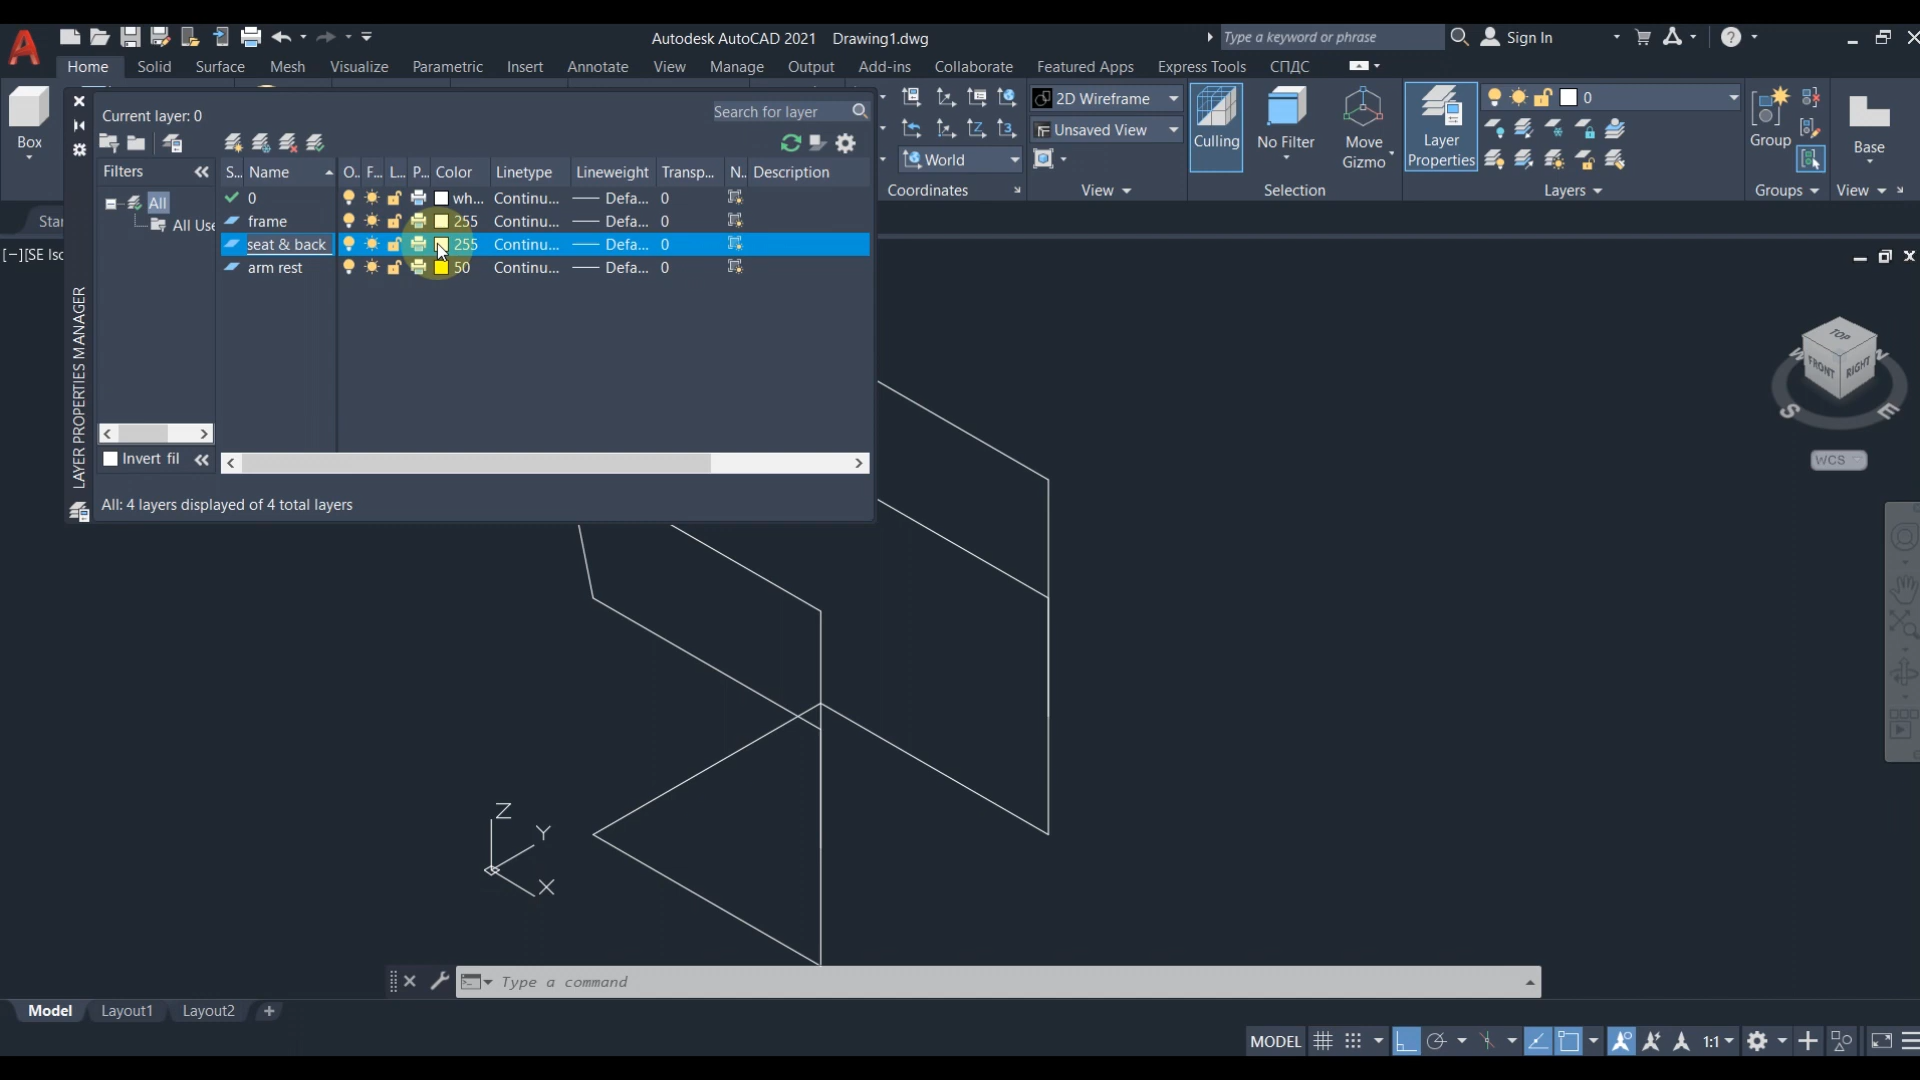 Autodesk AutoCAD 2021 Drawing1.dwg
Type a keyword or phrase
Sign In
Home Solid Surface Mesh Visualize Parametric Insert Annotate View Manage Output Add-ins Collaborate Featured Apps Express Tools СПДС
Box
2D Wireframe
Unsaved View
World
Coordinates
View
Culling
No Filter
Move
Gizmo
Selection
Layer
Properties
0
Layers
Group
Groups
Base
View
Star
[−][SE Iso
Current layer: 0
Search for layer
Filters
S... Name O. F... L... P... Color Linetype Lineweight Transp... N.. Description
All
All Use
0 wh... Continu... Defa... 0
frame 255 Continu... Defa... 0
seat & back 255 Continu... Defa... 0
arm rest 50 Continu... Defa... 0
Invert fil
All: 4 layers displayed of 4 total layers
LAYER PROPERTIES MANAGER
TOP
FRONT
RIGHT
W
N
S
E
WCS
Z
Y
X
Type a command
Model Layout1 Layout2
MODEL
1:1